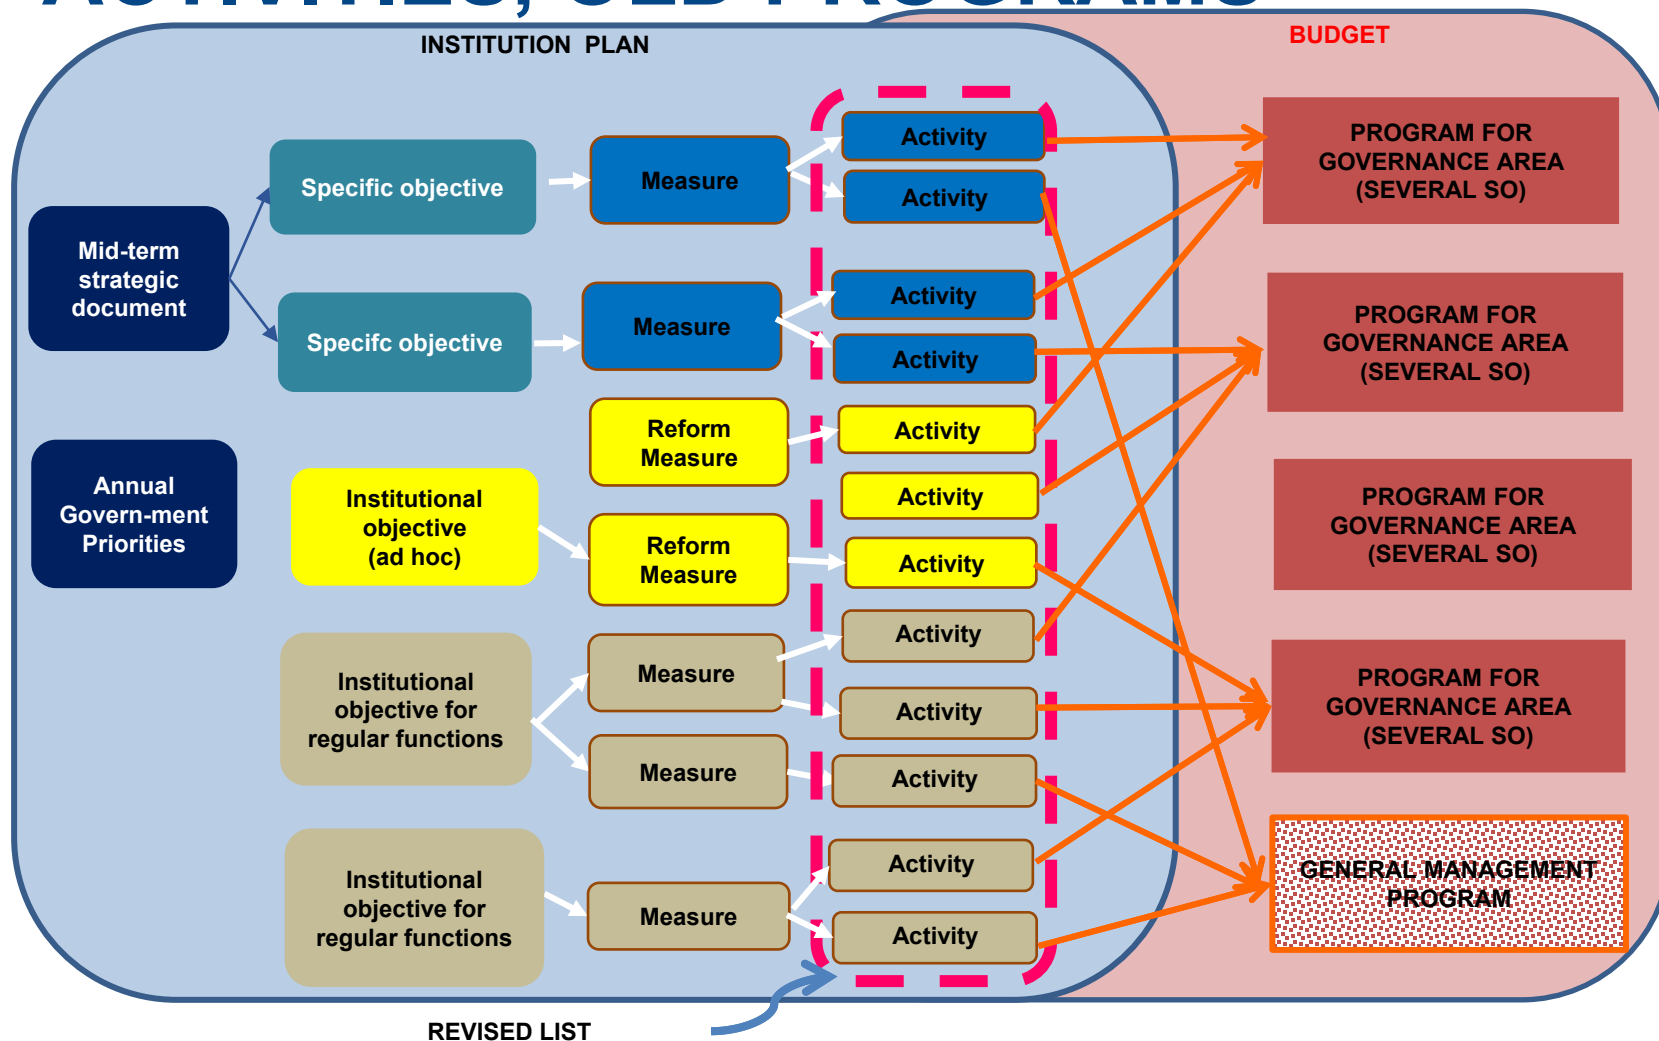 ACTIVITIES, OLD PROGRAMS
INSTITUTION PLAN
BUDGET
Mid-term
strategic
document
Annual
Govern-ment
Priorities
Specific objective
Specifc objective
Institutional
objective
(ad hoc)
Institutional
objective for
regular functions
Institutional
objective for
regular functions
Measure
Measure
Reform
Measure
Reform
Measure
Measure
Measure
Measure
Activity
Activity
Activity
Activity
Activity
Activity
Activity
Activity
Activity
Activity
Activity
Activity
PROGRAM FOR
GOVERNANCE AREA
(SEVERAL SO)
PROGRAM FOR
GOVERNANCE AREA
(SEVERAL SO)
PROGRAM FOR
GOVERNANCE AREA
(SEVERAL SO)
PROGRAM FOR
GOVERNANCE AREA
(SEVERAL SO)
GENERAL MANAGEMENT
PROGRAM
REVISED LIST